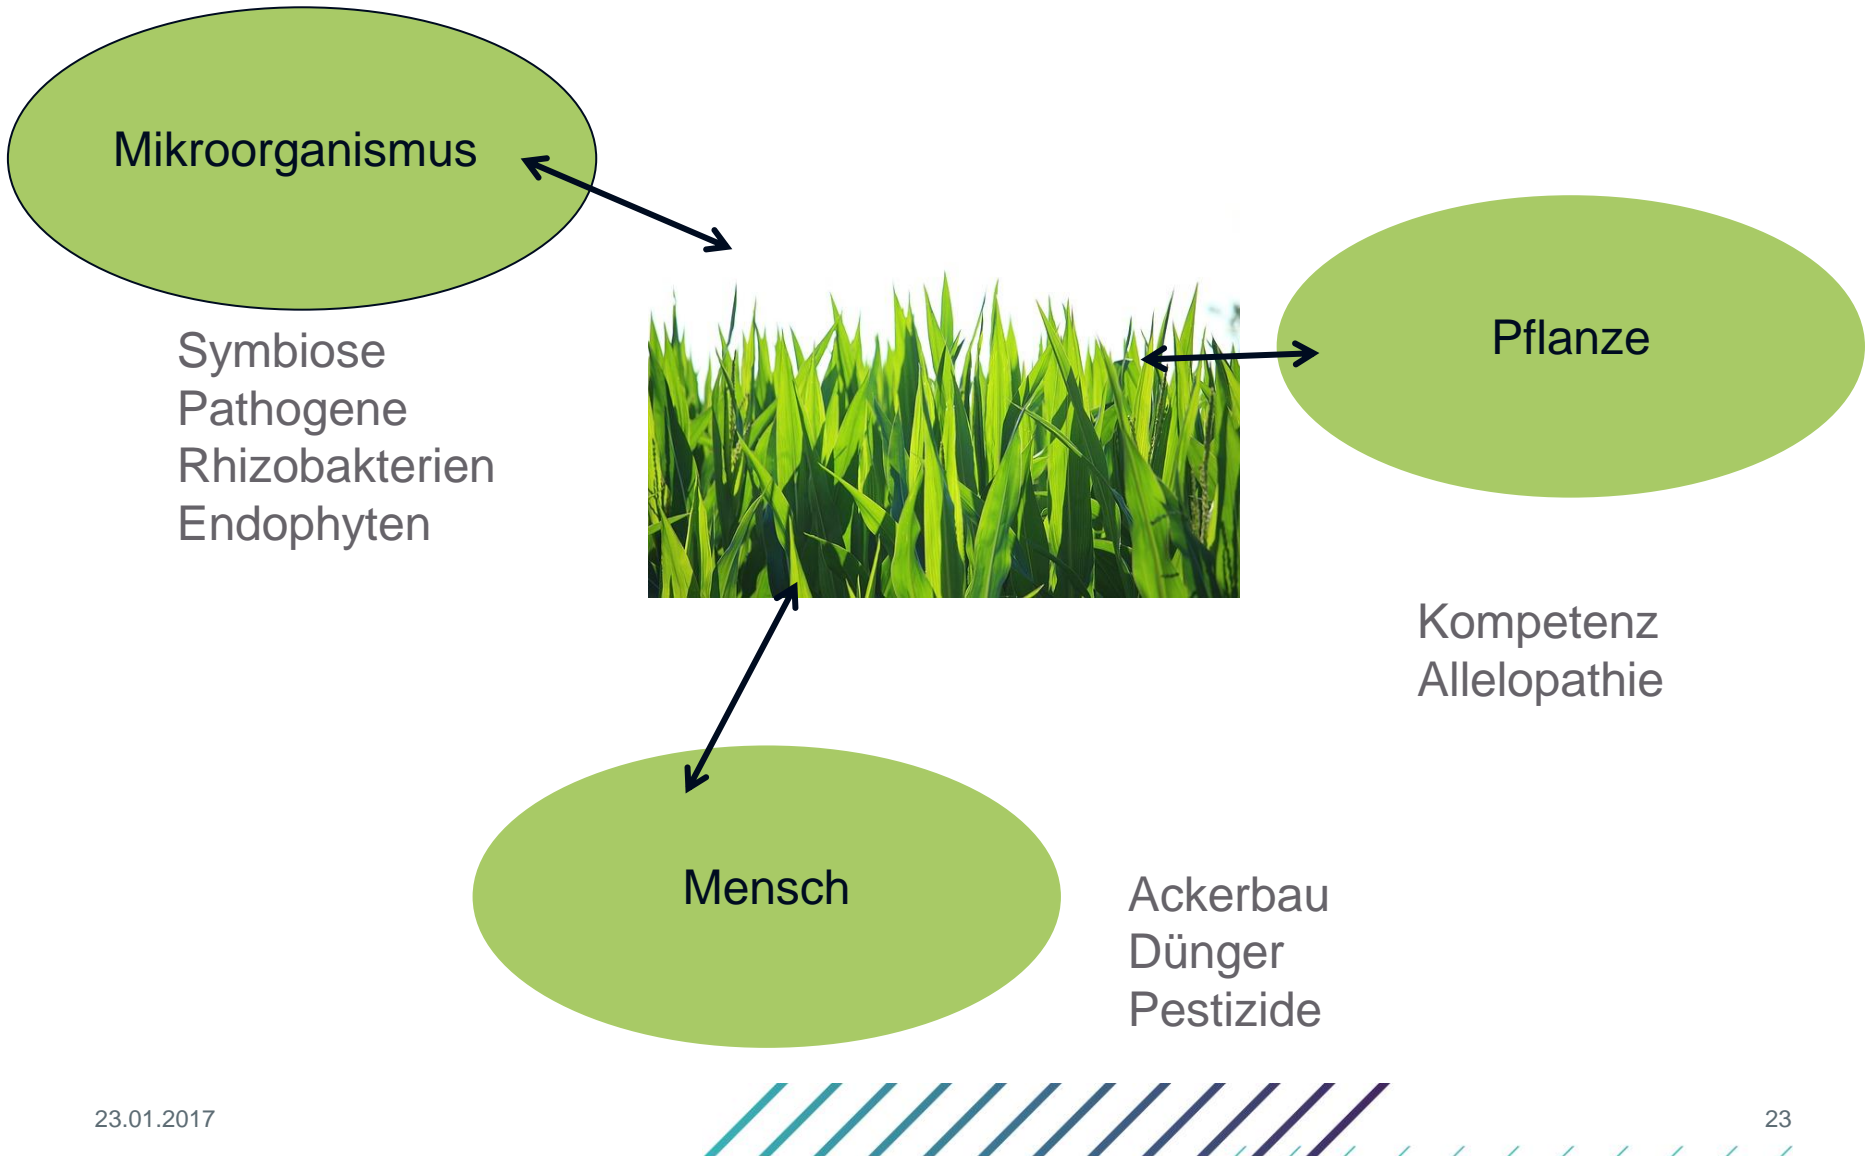 Mikroorganismus
Symbiose
Pathogene
Rhizobakterien
Endophyten
Pflanze
Kompetenz
Allelopathie
Mensch
Ackerbau
Dünger
Pestizide
23.01.2017
23